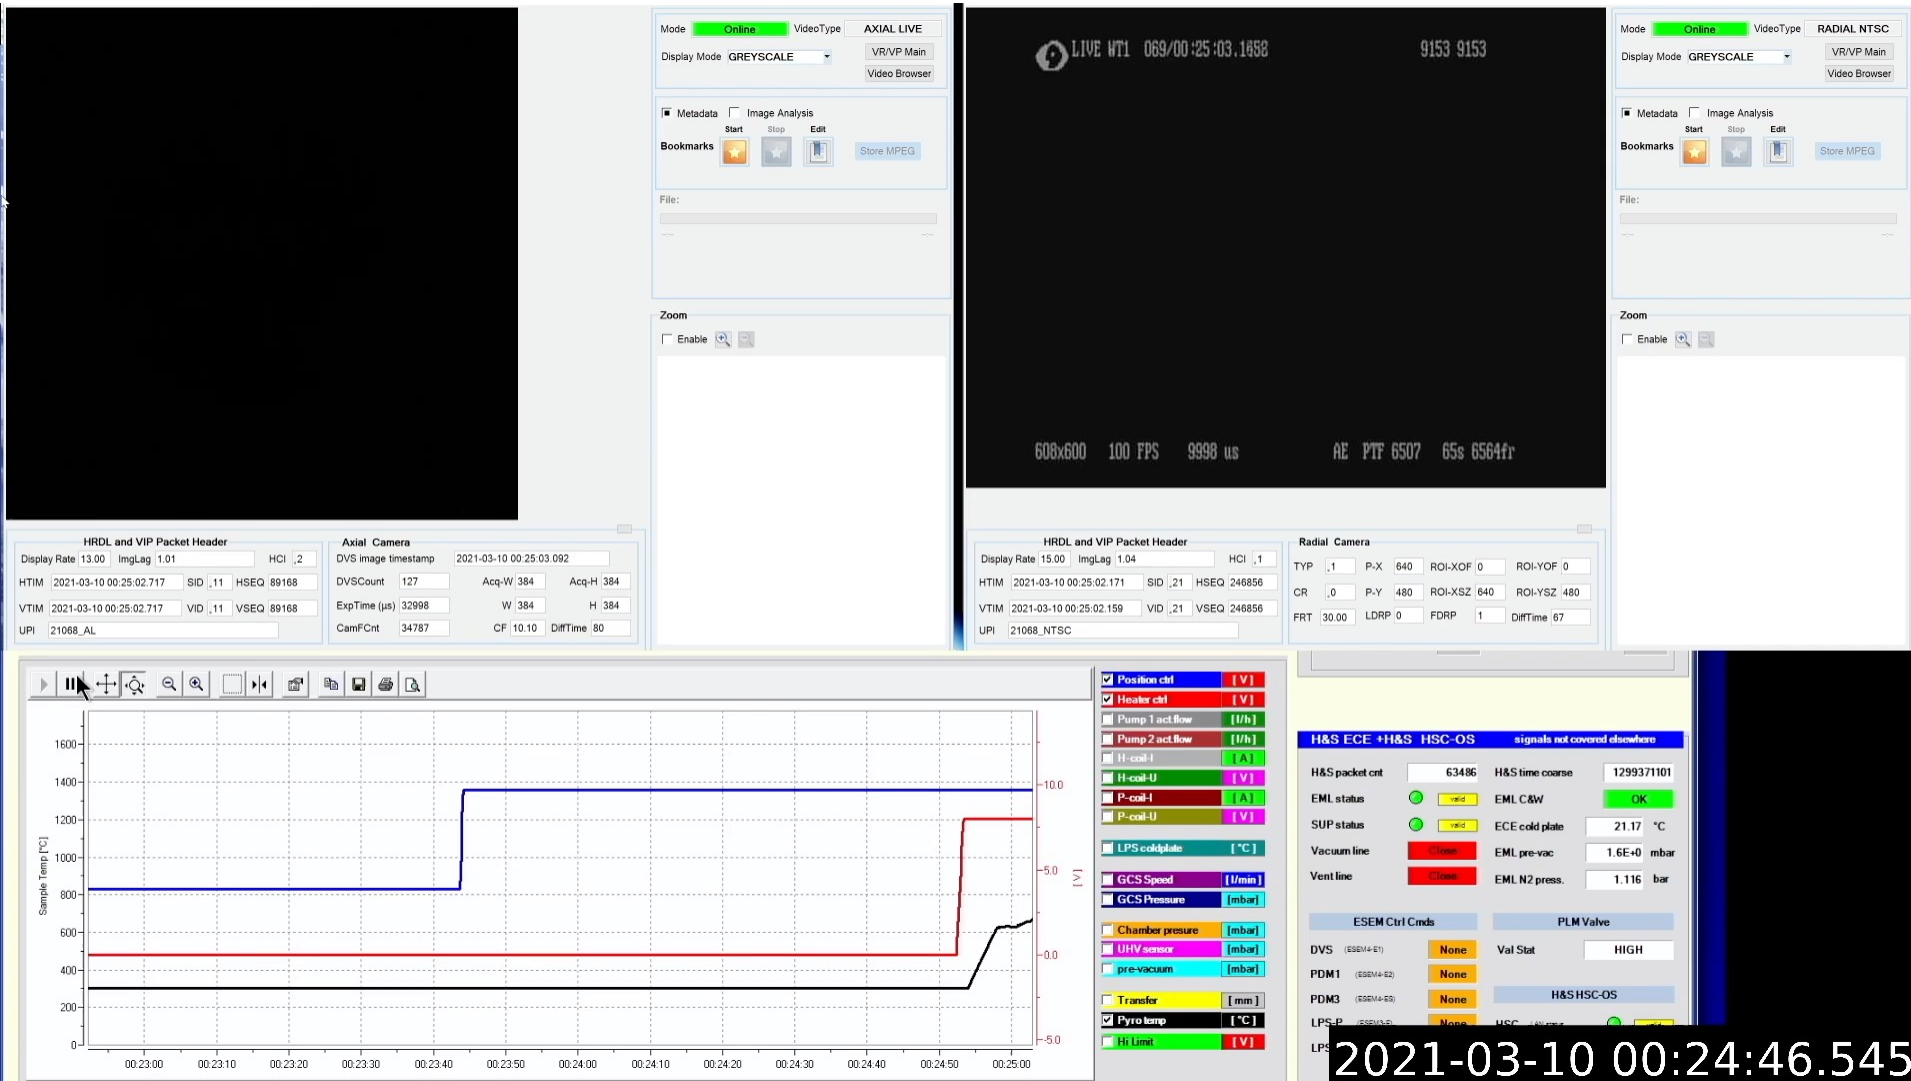 Mode Online VideoType AXIAL LIVE
Display Mode GREYSCALE VR/VP Main
Video Browser
Metadata Image Analysis
Start Stop Edit
Bookmarks Store MPEG
File:
--:-- --:--
Zoom
Enable
HRDL and VIP Packet Header
Display Rate 13.00 ImgLag 1.01 HCI ,2
HTIM 2021-03-10 00:25:02.717 SID ,11 HSEQ 89168
VTIM 2021-03-10 00:25:02.717 VID ,11 VSEQ 89168
UPI 21068_AL
Axial Camera
DVS image timestamp 2021-03-10 00:25:03.092
DVSCount 127 Acq-W 384 Acq-H 384
ExpTime (µs) 32998 W 384 H 384
CamFCnt 34787 CF 10.10 DiffTime 80
LIVE WT1 069/00:25:03.1658 9153 9153
608x600 100 FPS 9998 us AE PTF 6507 65s 6564fr
Mode Online VideoType RADIAL NTSC
Display Mode GREYSCALE VR/VP Main
Video Browser
Metadata Image Analysis
Start Stop Edit
Bookmarks Store MPEG
File:
--:-- --:--
Zoom
Enable
HRDL and VIP Packet Header
Display Rate 15.00 ImgLag 1.04 HCI ,1
HTIM 2021-03-10 00:25:02.171 SID ,21 HSEQ 246856
VTIM 2021-03-10 00:25:02.159 VID ,21 VSEQ 246856
UPI 21068_NTSC
Radial Camera
TYP ,1 P-X 640 ROI-XOF 0 ROI-YOF 0
CR ,0 P-Y 480 ROI-XSZ 640 ROI-YSZ 480
FRT 30.00 LDRP 0 FDRP 1 DiffTime 67
Sample Temp [°C]
1600
1400
1200
1000
800
600
400
200
0
10.0
5.0
0.0
-5.0
[V]
00:23:00 00:23:10 00:23:20 00:23:30 00:23:40 00:23:50 00:24:00 00:24:10 00:24:20 00:24:30 00:24:40 00:24:50 00:25:00
Position ctrl [V]
Heater ctrl [V]
Pump 1 act.flow [l/h]
Pump 2 act.flow [l/h]
H-coil-I [A]
H-coil-U [V]
P-coil-I [A]
P-coil-U [V]
LPS coldplate [°C]
GCS Speed [l/min]
GCS Pressure [mbar]
Chamber presure [mbar]
UHV sensor [mbar]
pre-vacuum [mbar]
Transfer [mm]
Pyro temp [°C]
Hi Limit [V]
H&S ECE +H&S HSC-OS signals not covered elsewhere
H&S packet cnt 63486 H&S time coarse 1299371101
EML status valid EML C&W OK
SUP status valid ECE cold plate 21.17 °C
Vacuum line Close EML pre-vac 1.6E+0 mbar
Vent line Close EML N2 press. 1.116 bar
ESEM Ctrl Cmds PLM Valve
DVS (ESEM4-E1) None Val Stat HIGH
PDM1 (ESEM4-E2) None
PDM3 (ESEM4-E3) None H&S HSC-OS
LPS-P None HSC LAN status valid
LPS
2021-03-10 00:24:46.545